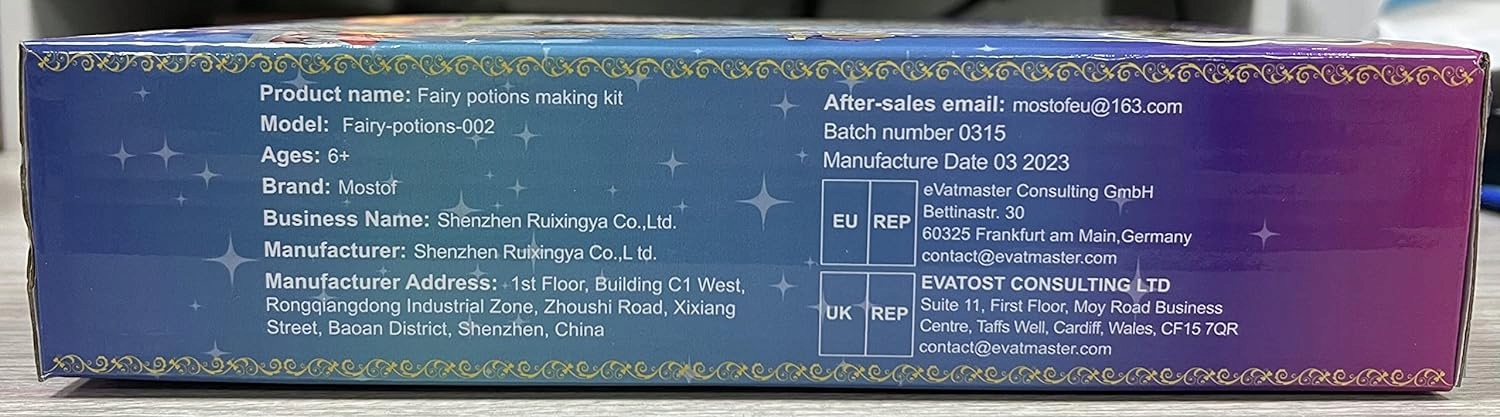 Product name: Fairy potions making kit
Model: Fairy-potions-002
Ages: 6+
Brand: Mostof
Business Name: Shenzhen Ruixingya Co.,Ltd.
Manufacturer: Shenzhen Ruixingya Co.,L td.
Manufacturer Address: 1st Floor, Building C1 West,
Rongqiangdong Industrial Zone, Zhoushi Road, Xixiang
Street, Baoan District, Shenzhen, China
After-sales email: mostofeu@163.com
Batch number 0315
Manufacture Date 03 2023
EU REP
eVatmaster Consulting GmbH
Bettinastr. 30
60325 Frankfurt am Main,Germany
contact@evatmaster.com
UK REP
EVATOST CONSULTING LTD
Suite 11, First Floor, Moy Road Business
Centre, Taffs Well, Cardiff, Wales, CF15 7QR
contact@evatmaster.com